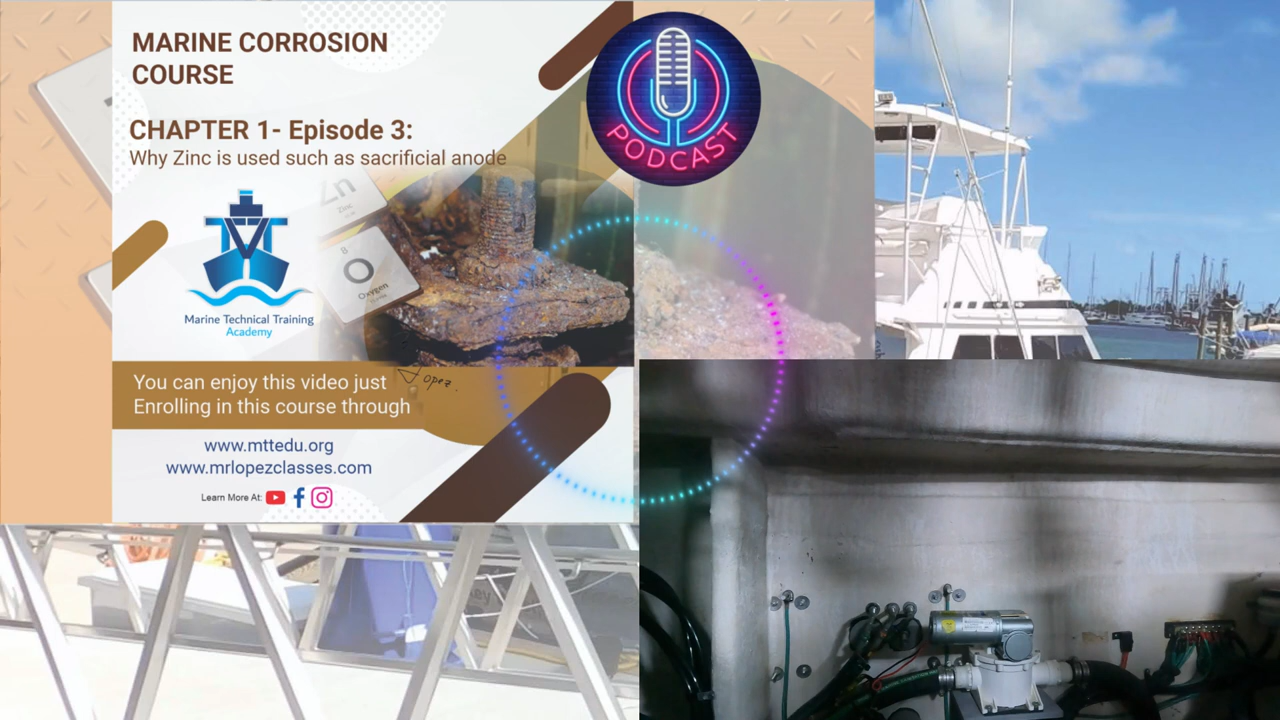 MARINE CORROSION
COURSE
CHAPTER 1- Episode 3:
Why Zinc is used such as sacrificial anode
PODCAST
Zn
Zinc
8
O
Oxygen
Marine Technical Training
Academy
You can enjoy this video just
Enrolling in this course through
Lopez.
www.mttedu.org
www.mrlopezclasses.com
Learn More At: